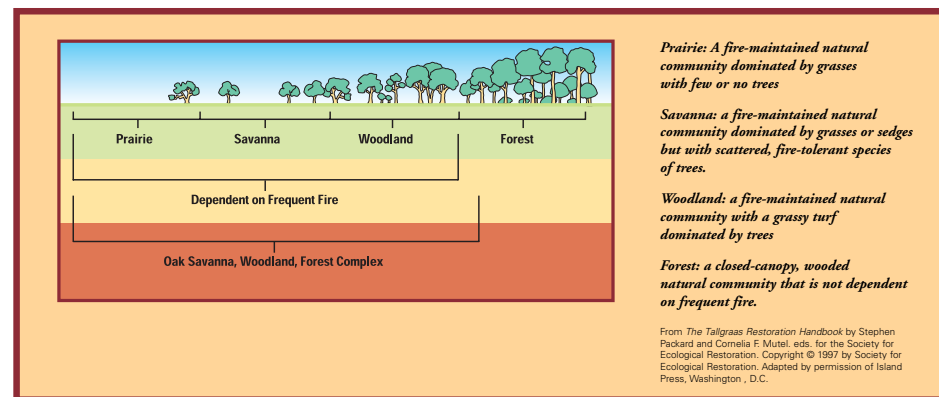 Prairie Savanna Woodland Forest
Dependent on Frequent Fire
Oak Savanna, Woodland, Forest Complex
Prairie: A fire-maintained natural
community dominated by grasses
with few or no trees
Savanna: a fire-maintained natural
community dominated by grasses or sedges
but with scattered, fire-tolerant species
of trees.
Woodland: a fire-maintained natural
community with a grassy turf
dominated by trees
Forest: a closed-canopy, wooded
natural community that is not dependent
on frequent fire.
From The Tallgraas Restoration Handbook by Stephen
Packard and Cornelia F. Mutel. eds. for the Society for
Ecological Restoration. Copyright © 1997 by Society for
Ecological Restoration. Adapted by permission of Island
Press, Washington , D.C.